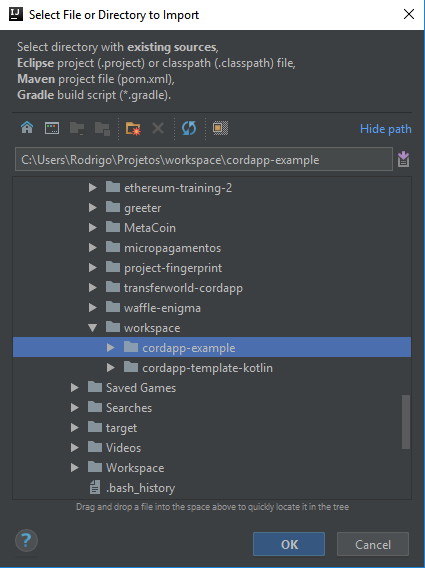 IJ Select File or Directory to Import
Select directory with existing sources,
Eclipse project (.project) or classpath (.classpath) file,
Maven project file (pom.xml),
Gradle build script (*.gradle).
Hide path
C:\Users\Rodrigo\Projetos\workspace\cordapp-example
ethereum-training-2
greeter
MetaCoin
micropagamentos
project-fingerprint
transferworld-cordapp
waffle-enigma
workspace
cordapp-example
cordapp-template-kotlin
Saved Games
Searches
target
Videos
Workspace
.bash_history
Drag and drop a file into the space above to quickly locate it in the tree
? OK Cancel